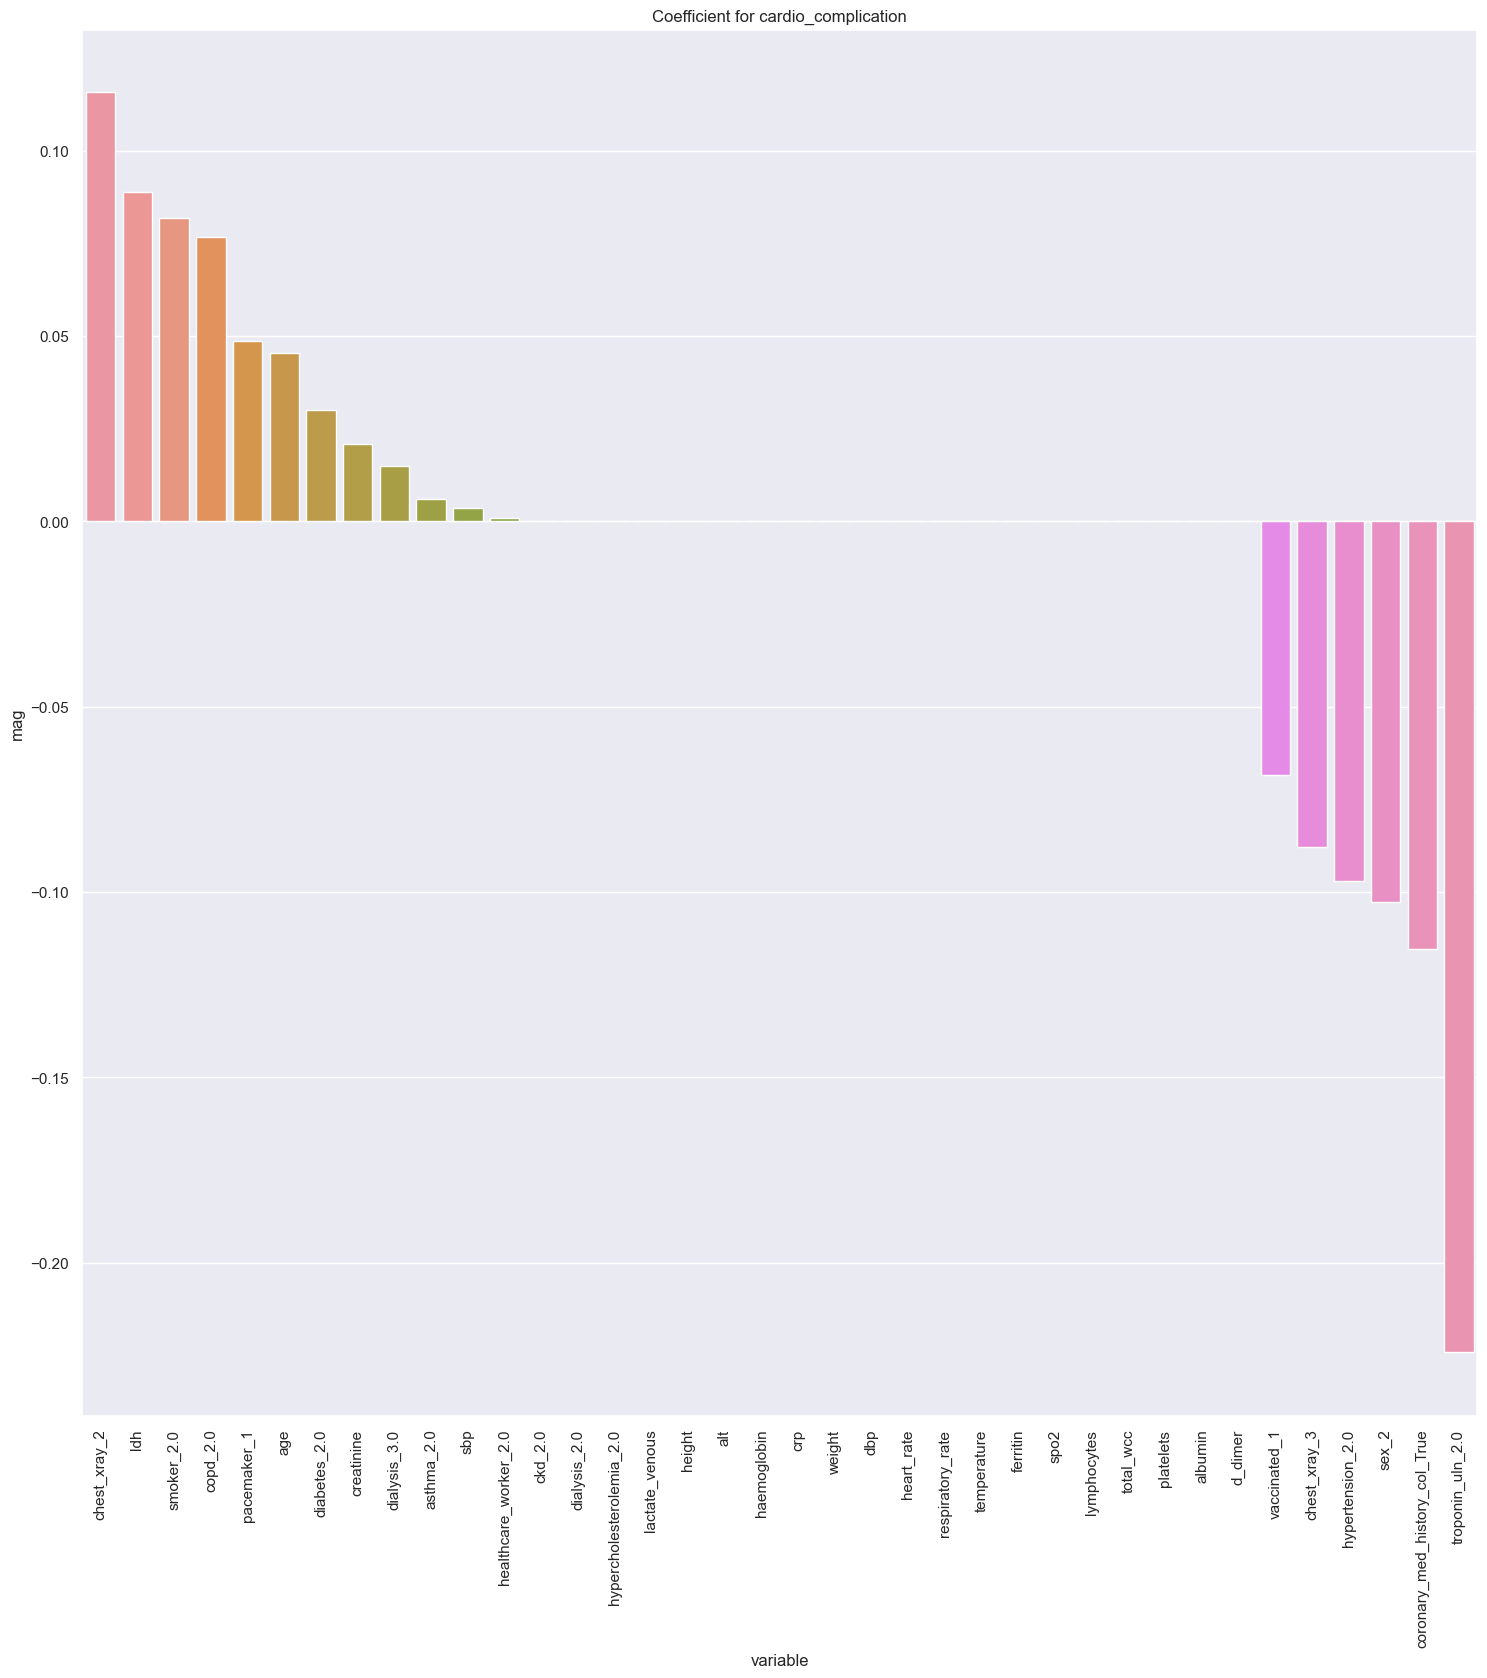 Coefficient for cardio_complication
0.10
0.05
0.00
−0.05
−0.10
−0.15
−0.20
mag
chest_xray_2
ldh
smoker_2.0
copd_2.0
pacemaker_1
age
diabetes_2.0
creatinine
dialysis_3.0
asthma_2.0
sbp
healthcare_worker_2.0
ckd_2.0
dialysis_2.0
hypercholesterolemia_2.0
lactate_venous
height
alt
haemoglobin
crp
weight
dbp
heart_rate
respiratory_rate
temperature
ferritin
spo2
lymphocytes
total_wcc
platelets
albumin
d_dimer
vaccinated_1
chest_xray_3
hypertension_2.0
sex_2
coronary_med_history_col_True
troponin_uln_2.0
variable